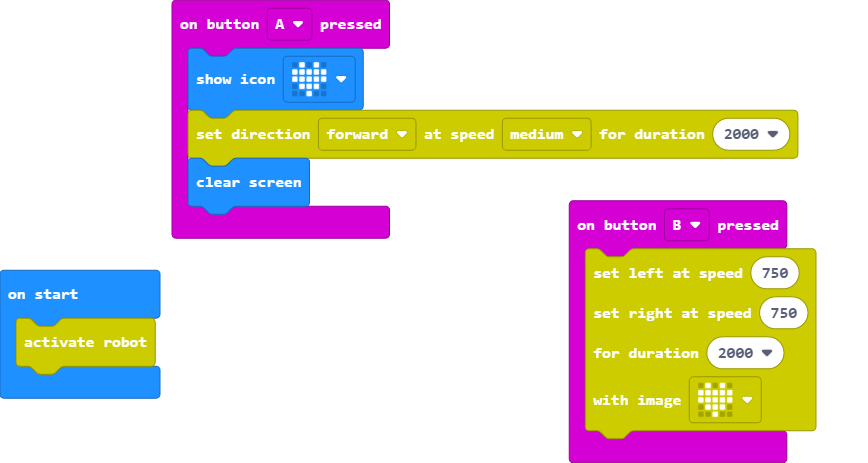 on button A pressed
show icon
set direction forward at speed medium for duration 2000
clear screen
on button B pressed
set left at speed 750
set right at speed 750
for duration 2000
with image
on start
activate robot